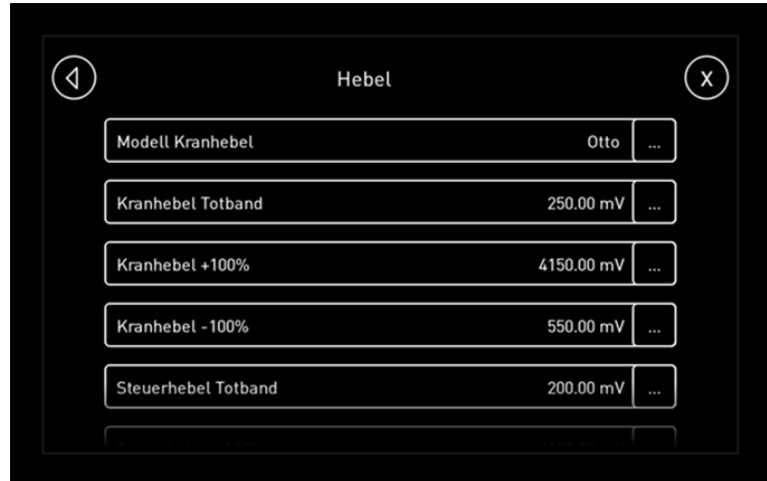 Hebel
X
Modell Kranhebel Otto ...
Kranhebel Totband 250.00 mV ...
Kranhebel +100% 4150.00 mV ...
Kranhebel -100% 550.00 mV ...
Steuerhebel Totband 200.00 mV ...